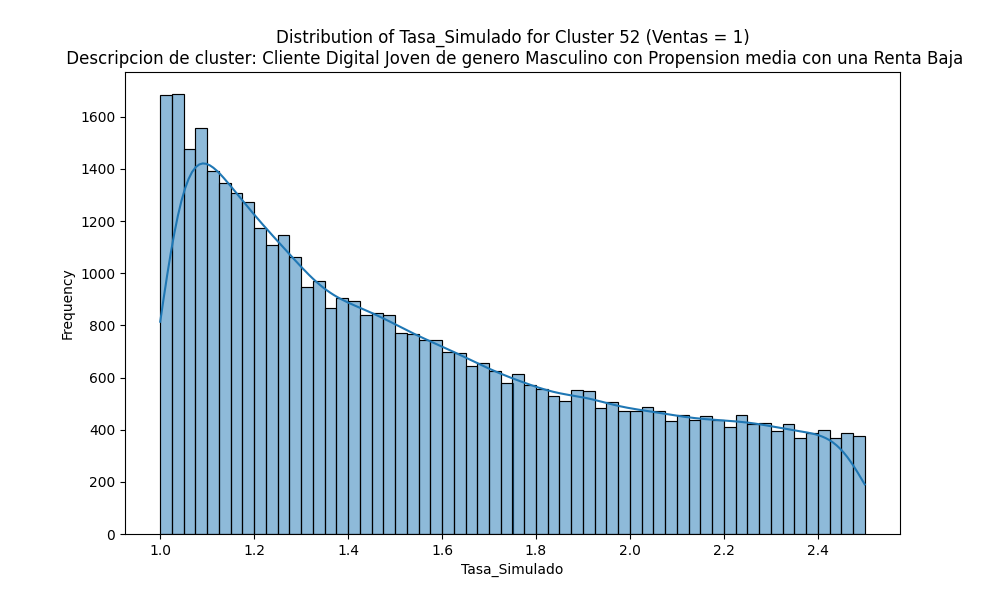 Distribution of Tasa_Simulado for Cluster 52 (Ventas = 1)
Descripcion de cluster: Cliente Digital Joven de genero Masculino con Propension media con una Renta Baja
Frequency
1600
1400
1200
1000
800
600
400
200
0
1.0 1.2 1.4 1.6 1.8 2.0 2.2 2.4
Tasa_Simulado